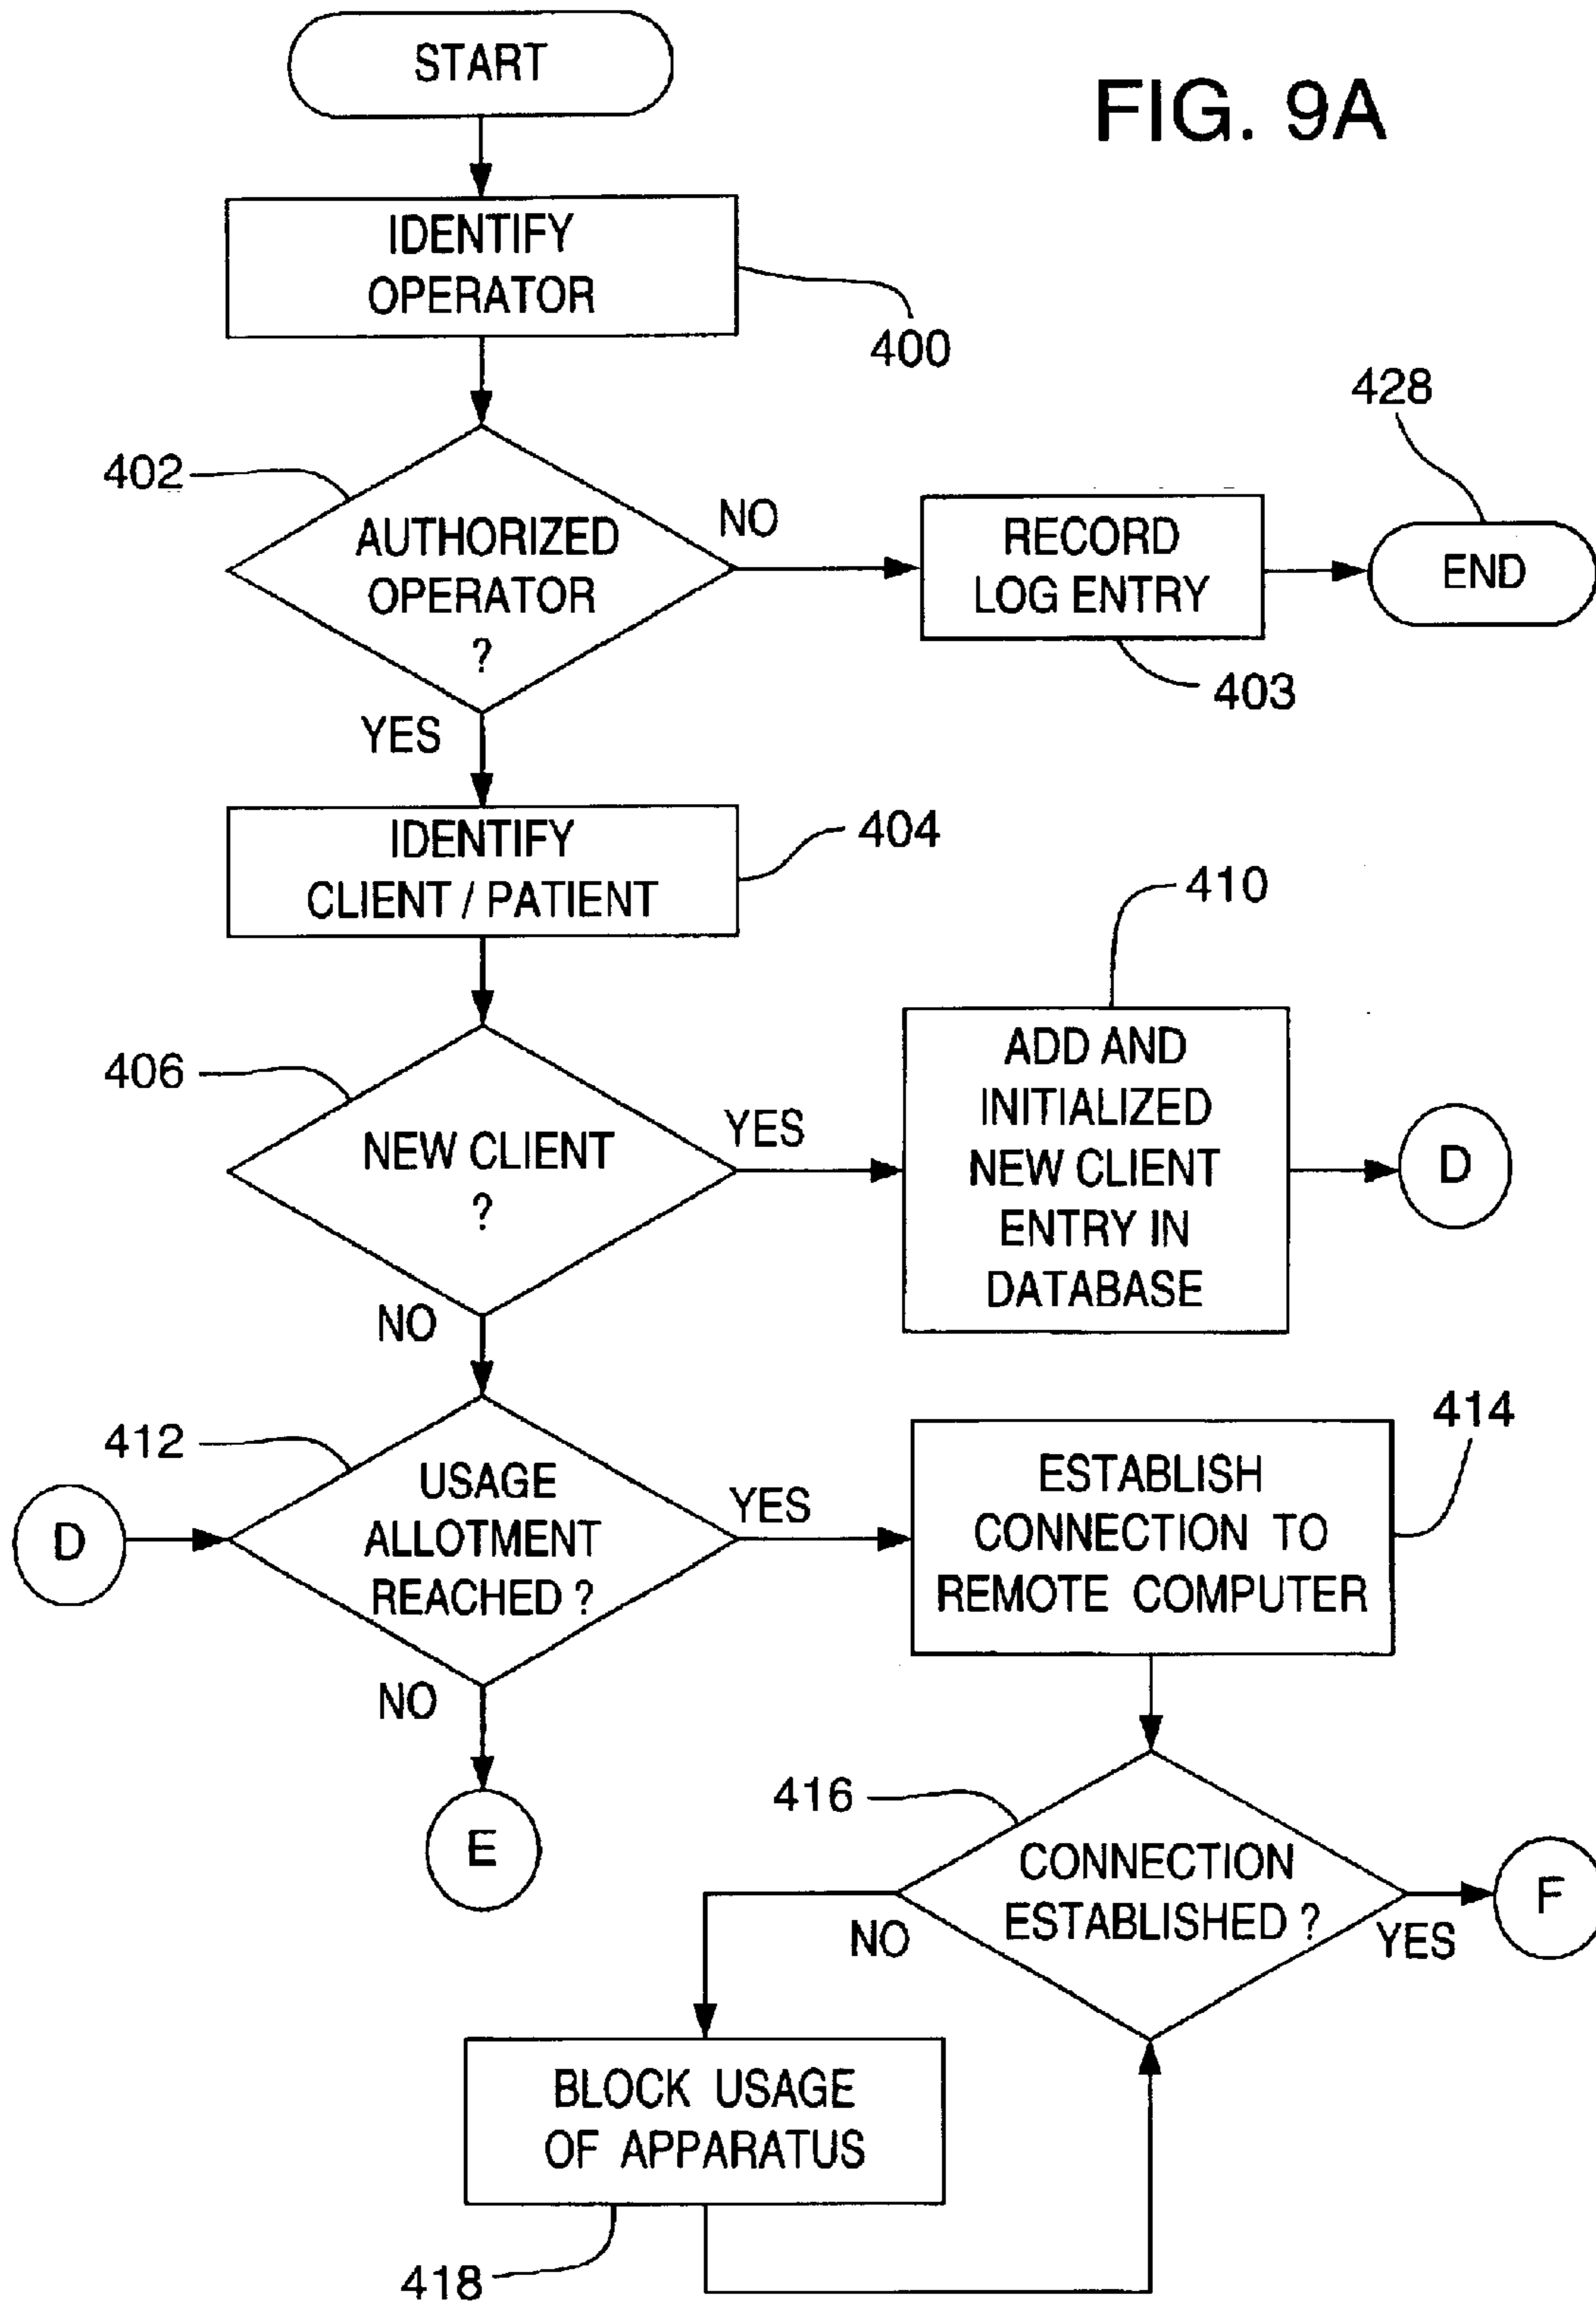 START
FIG. 9A
IDENTIFY
OPERATOR
400
428
402
AUTHORIZED
OPERATOR
?
NO
RECORD
LOG ENTRY
END
403
YES
IDENTIFY
CLIENT / PATIENT
404
410
406
NEW CLIENT
?
YES
ADD AND
INITIALIZED
NEW CLIENT
ENTRY IN
DATABASE
D
NO
412
D
USAGE
ALLOTMENT
REACHED ?
YES
414
ESTABLISH
CONNECTION TO
REMOTE COMPUTER
NO
E
416
CONNECTION
ESTABLISHED ?
NO
YES
F
BLOCK USAGE
OF APPARATUS
418